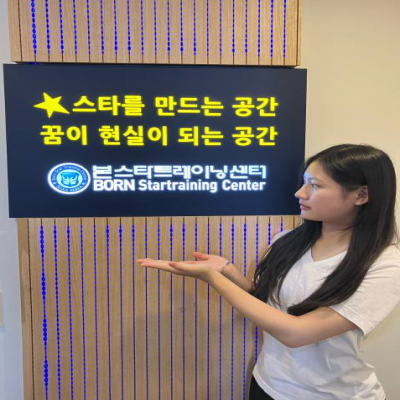 ★스타를 만드는 공간
꿈이 현실이 되는 공간
본스타트레이닝센터
BORN Startraining Center